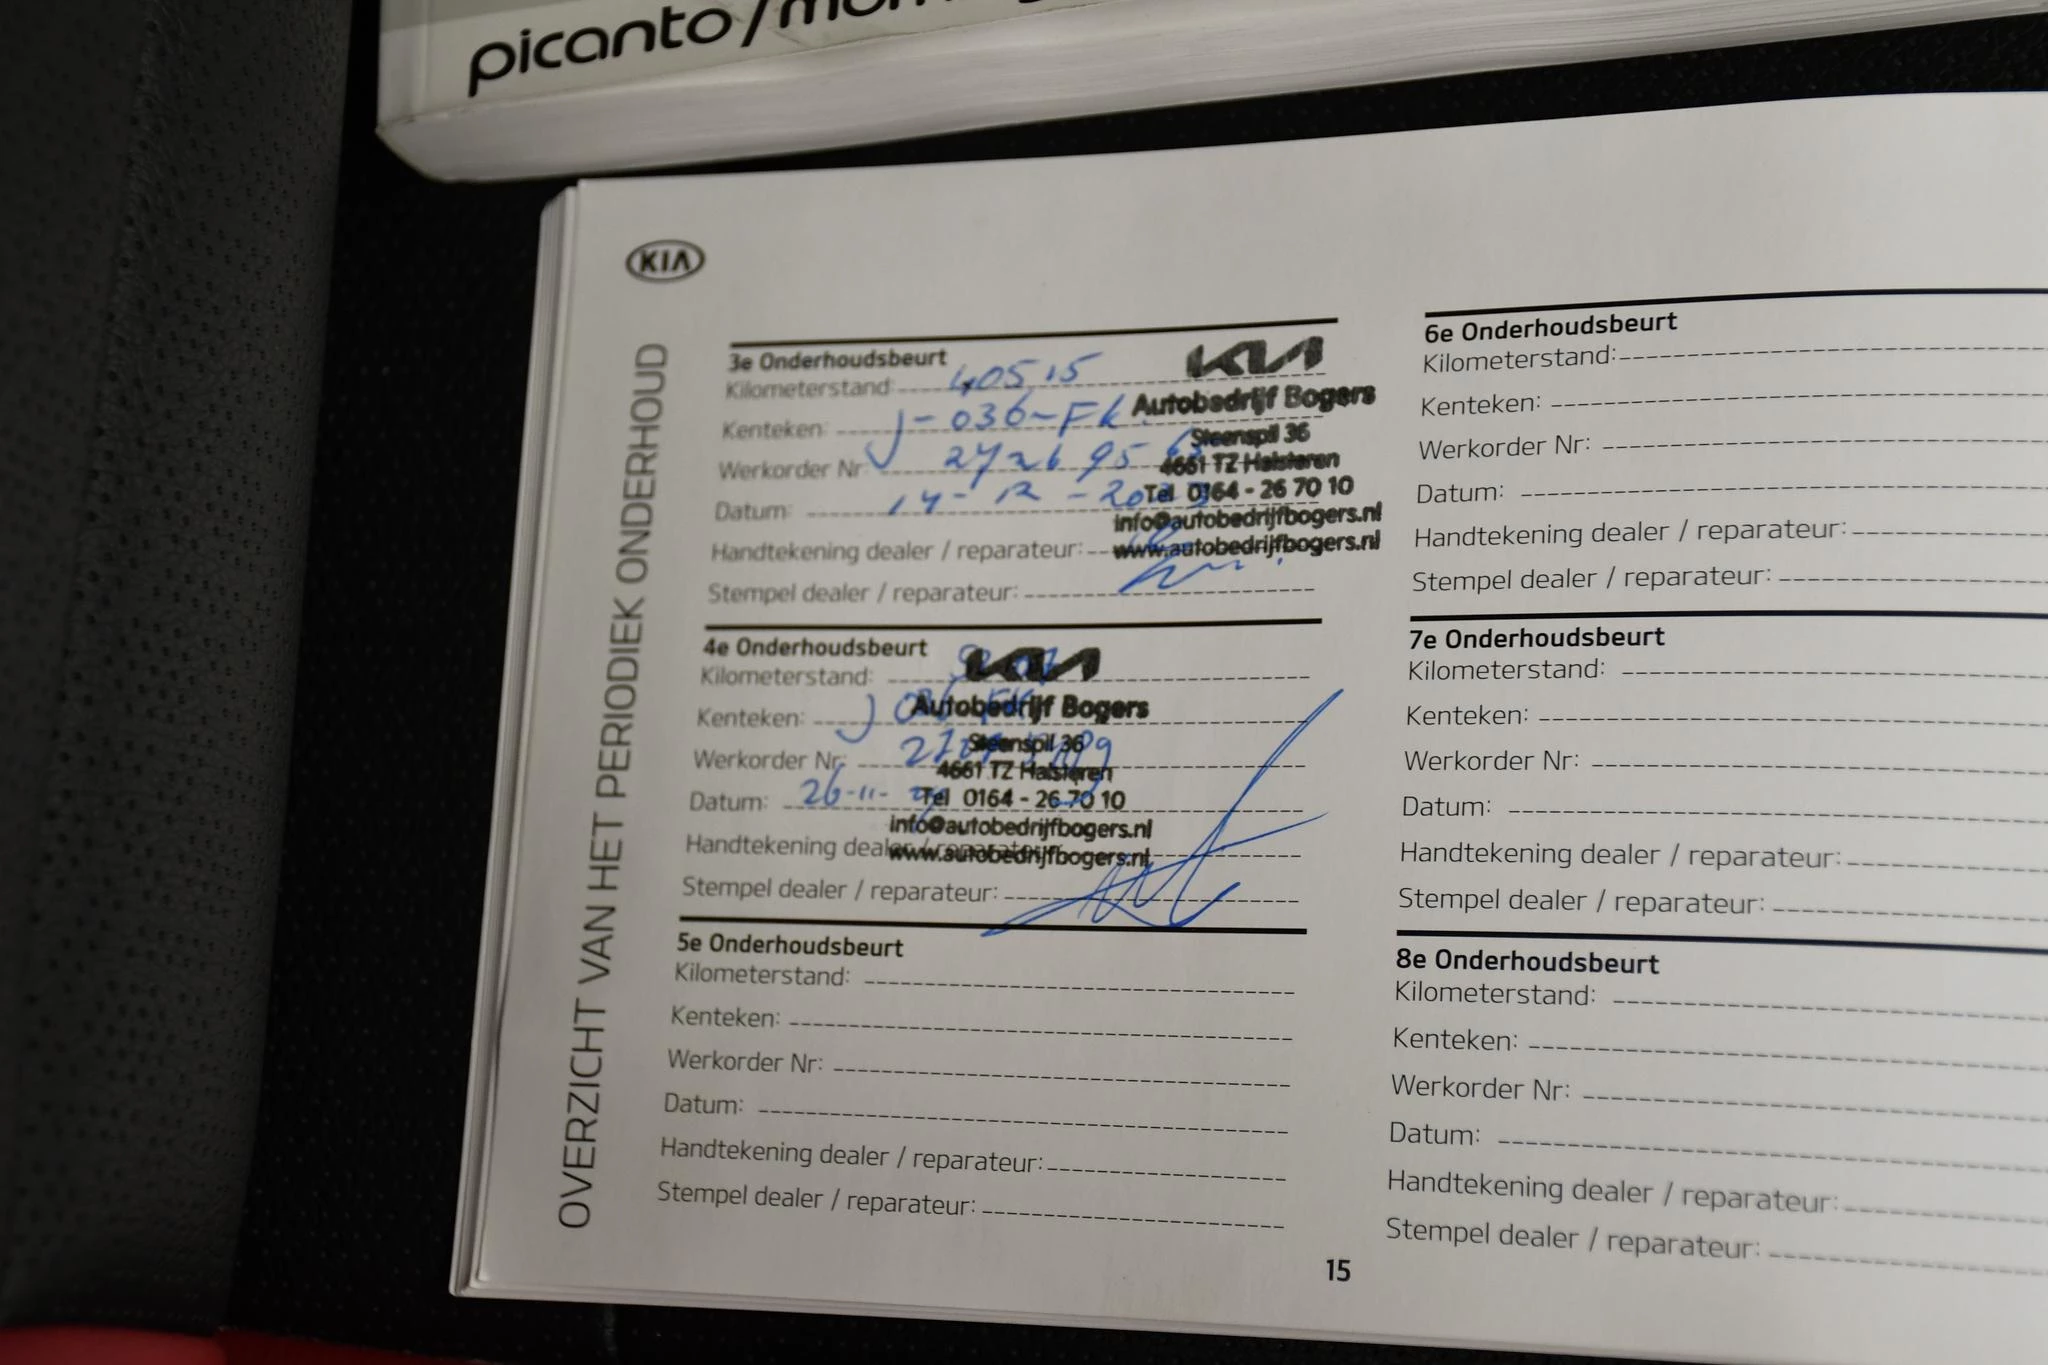 picanto/morning
KIA
OVERZICHT VAN HET PERIODIEK ONDERHOUD
3e Onderhoudsbeurt
Kilometerstand: 40515
Kenteken: J-036-FK
Werkorder Nr:
Datum: 14-12-2023
Handtekening dealer / reparateur:
Stempel dealer / reparateur:
KIA
Autobedrijf Bogers
Steenspil 36
4661 TZ Halsteren
Tel 0164 - 26 70 10
info@autobedrijfbogers.nl
www.autobedrijfbogers.nl
4e Onderhoudsbeurt
Kilometerstand:
Kenteken: J 036 FK
Werkorder Nr:
Datum: 26-11-
Handtekening dealer / reparateur:
Stempel dealer / reparateur:
KIA
Autobedrijf Bogers
Steenspil 36
4661 TZ Halsteren
Tel 0164 - 26 70 10
info@autobedrijfbogers.nl
www.autobedrijfbogers.nl
5e Onderhoudsbeurt
Kilometerstand:
Kenteken:
Werkorder Nr:
Datum:
Handtekening dealer / reparateur:
Stempel dealer / reparateur:
6e Onderhoudsbeurt
Kilometerstand:
Kenteken:
Werkorder Nr:
Datum:
Handtekening dealer / reparateur:
Stempel dealer / reparateur:
7e Onderhoudsbeurt
Kilometerstand:
Kenteken:
Werkorder Nr:
Datum:
Handtekening dealer / reparateur:
Stempel dealer / reparateur:
8e Onderhoudsbeurt
Kilometerstand:
Kenteken:
Werkorder Nr:
Datum:
Handtekening dealer / reparateur:
Stempel dealer / reparateur:
15